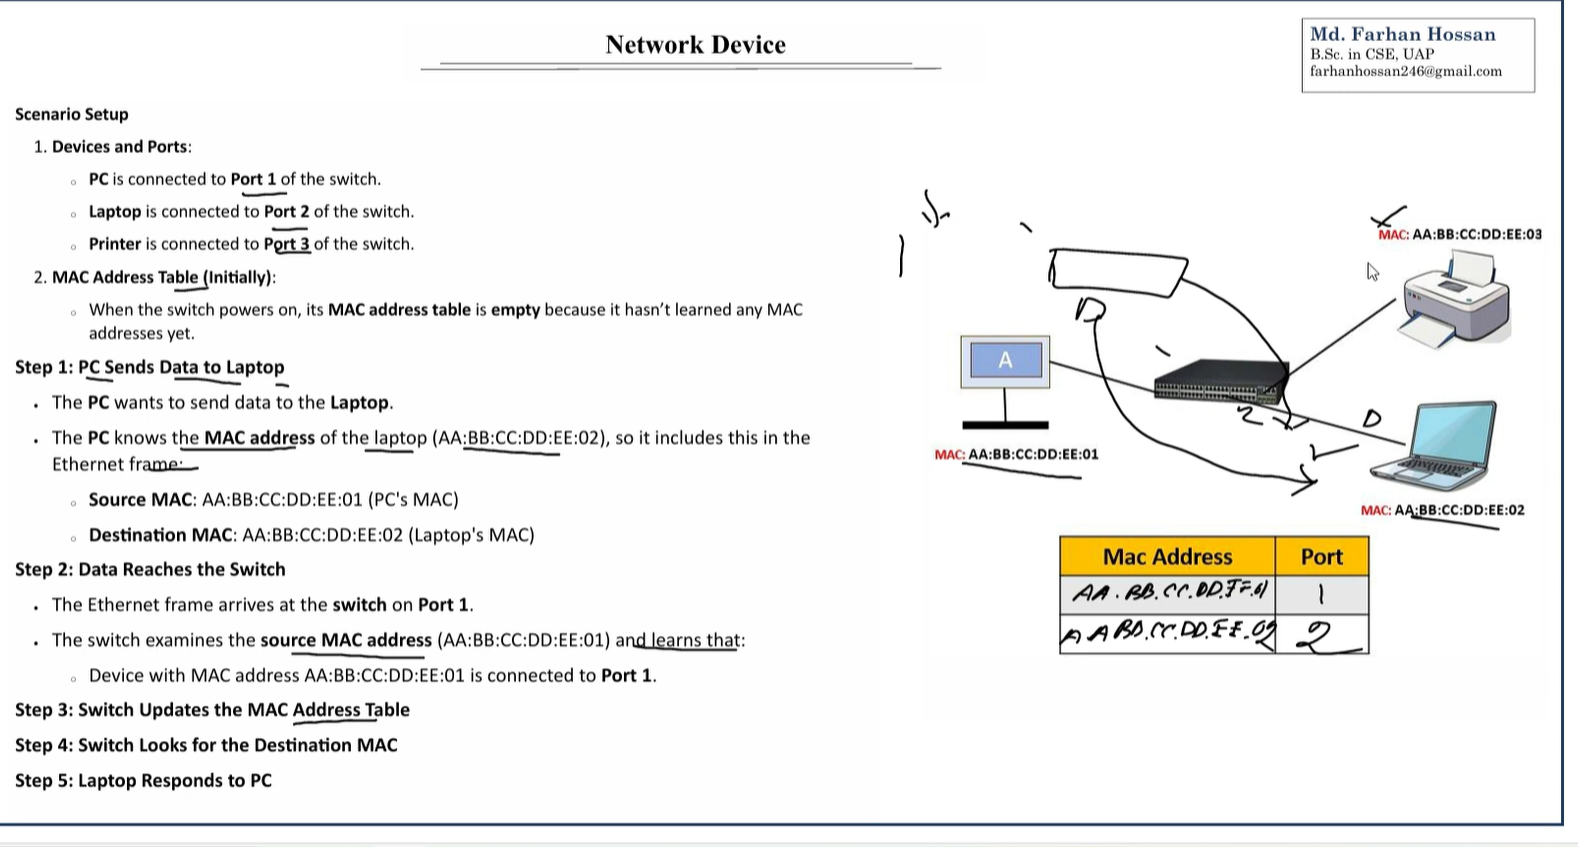 Network Device
Md. Farhan Hossan
B.Sc. in CSE, UAP
farhanhossan246@gmail.com
Scenario Setup
1. Devices and Ports:
○ PC is connected to Port 1 of the switch.
○ Laptop is connected to Port 2 of the switch.
○ Printer is connected to Port 3 of the switch.
2. MAC Address Table (Initially):
○ When the switch powers on, its MAC address table is empty because it hasn't learned any MAC
addresses yet.
Step 1: PC Sends Data to Laptop
• The PC wants to send data to the Laptop.
• The PC knows the MAC address of the laptop (AA:BB:CC:DD:EE:02), so it includes this in the
Ethernet frame:
○ Source MAC: AA:BB:CC:DD:EE:01 (PC's MAC)
○ Destination MAC: AA:BB:CC:DD:EE:02 (Laptop's MAC)
Step 2: Data Reaches the Switch
• The Ethernet frame arrives at the switch on Port 1.
• The switch examines the source MAC address (AA:BB:CC:DD:EE:01) and learns that:
○ Device with MAC address AA:BB:CC:DD:EE:01 is connected to Port 1.
Step 3: Switch Updates the MAC Address Table
Step 4: Switch Looks for the Destination MAC
Step 5: Laptop Responds to PC
MAC: AA:BB:CC:DD:EE:03
A
D
2
D
MAC: AA:BB:CC:DD:EE:01
MAC: AA:BB:CC:DD:EE:02
Mac Address Port
AA.BB.CC.DD.EE.01 1
AABB.CC.DD.EE.02 2